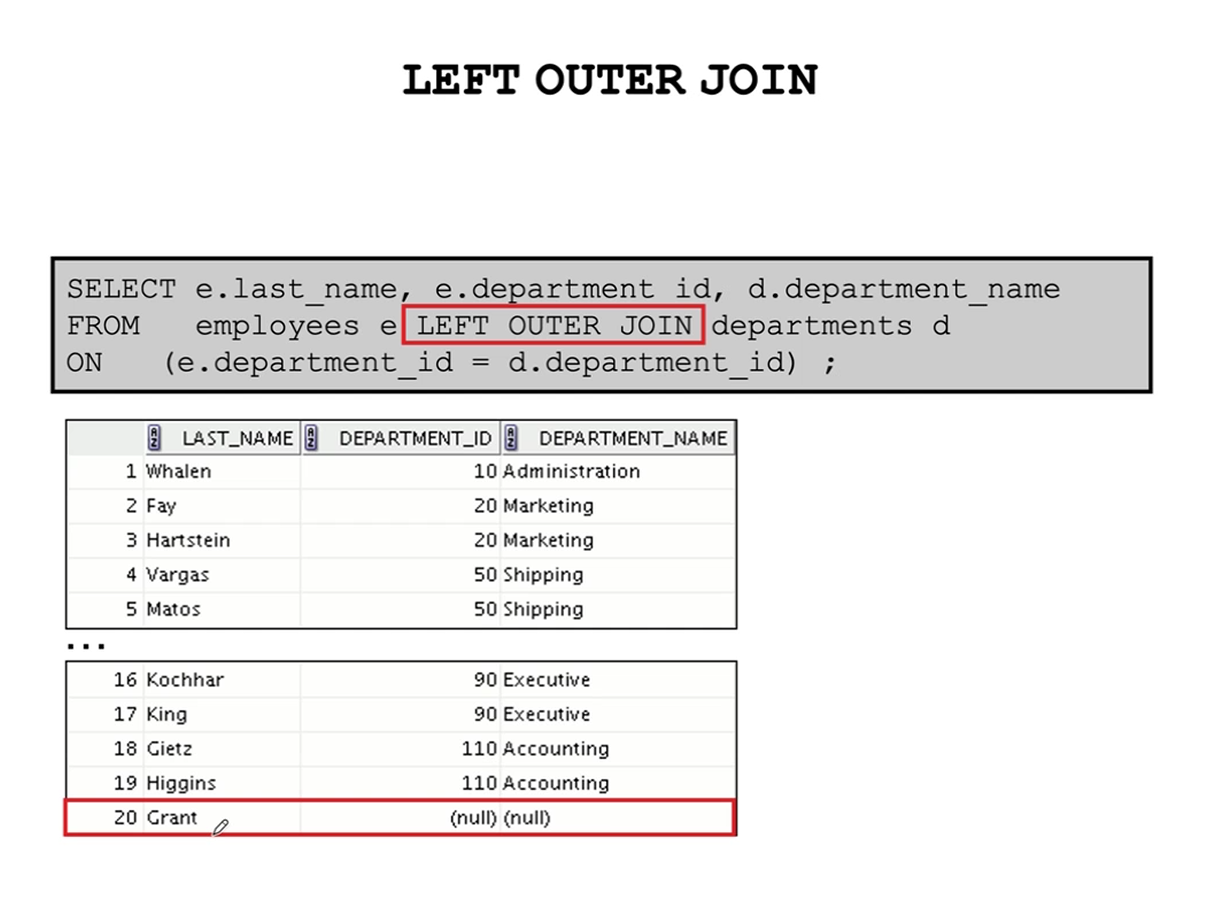 LEFT OUTER JOIN
SELECT e.last_name, e.department id, d.department_name
FROM employees e LEFT OUTER JOIN departments d
ON (e.department_id = d.department_id) ;
LAST_NAME DEPARTMENT_ID DEPARTMENT_NAME
1 Whalen 10 Administration
2 Fay 20 Marketing
3 Hartstein 20 Marketing
4 Vargas 50 Shipping
5 Matos 50 Shipping
...
16 Kochhar 90 Executive
17 King 90 Executive
18 Gietz 110 Accounting
19 Higgins 110 Accounting
20 Grant (null) (null)